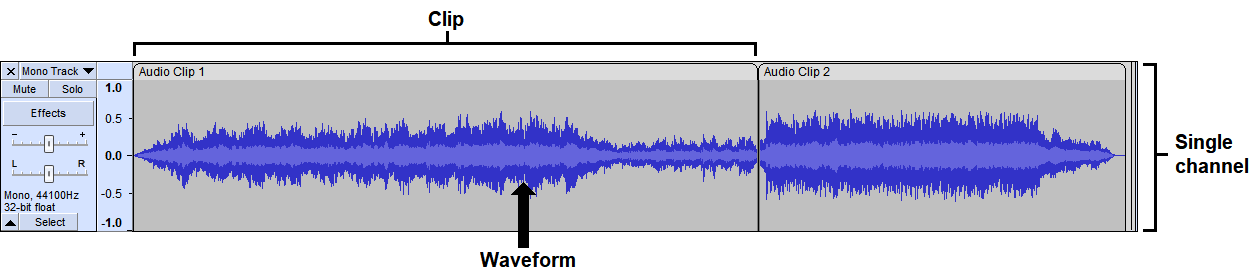 Clip
Mono Track
Audio Clip 1
Audio Clip 2
Mute Solo
Effects
- +
L R
Mono, 44100Hz
32-bit float
Select
1.0
0.5
0.0
-0.5
-1.0
Single
channel
Waveform